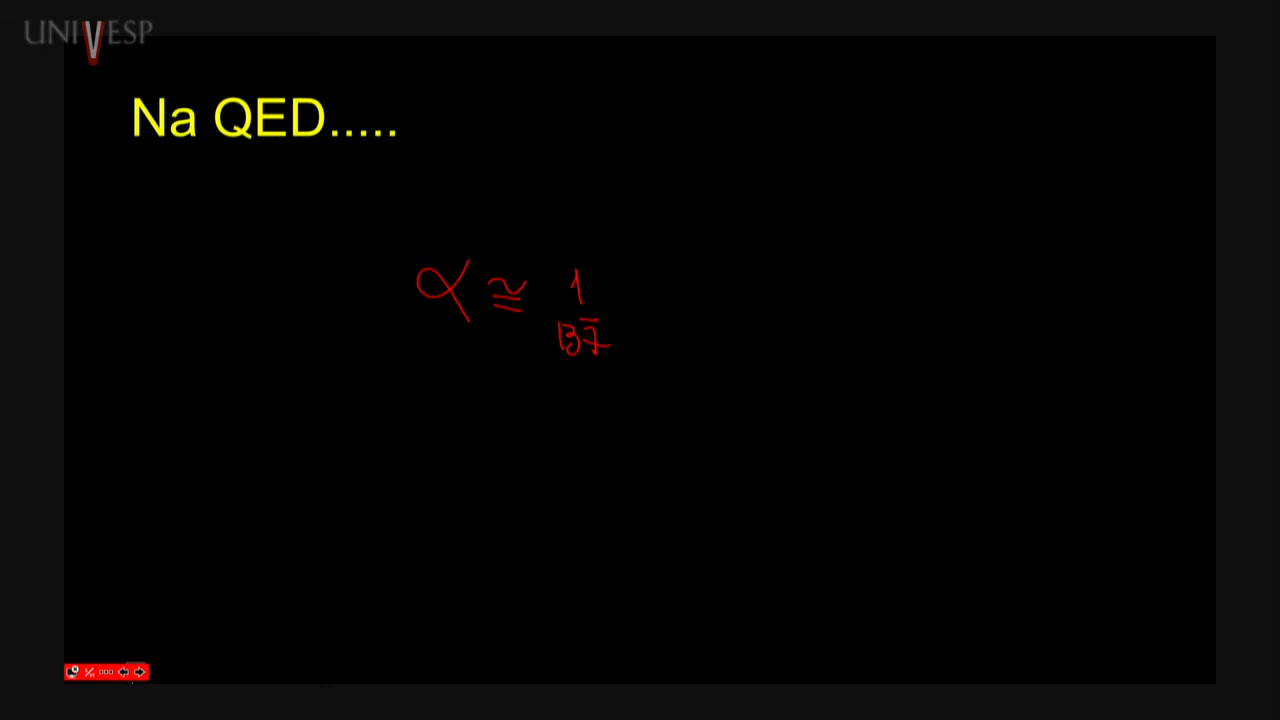 UNIVESP
Na QED.....
α ≅ 1
137